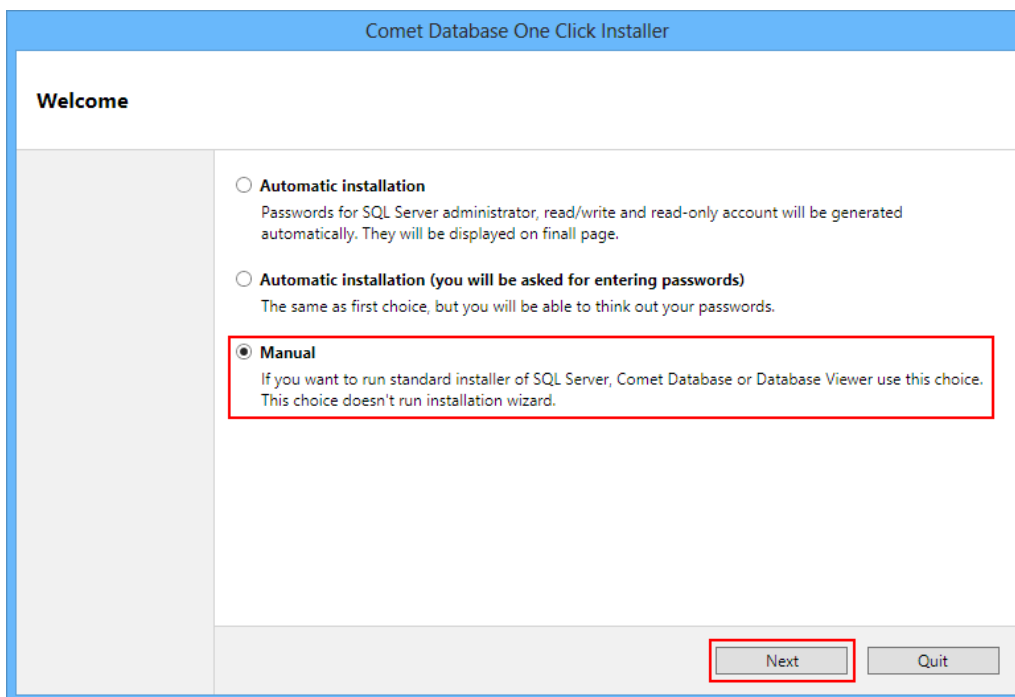 Comet Database One Click Installer
Welcome
Automatic installation
Passwords for SQL Server administrator, read/write and read-only account will be generated
automatically. They will be displayed on finall page.
Automatic installation (you will be asked for entering passwords)
The same as first choice, but you will be able to think out your passwords.
Manual
If you want to run standard installer of SQL Server, Comet Database or Database Viewer use this choice.
This choice doesn't run installation wizard.
Next
Quit